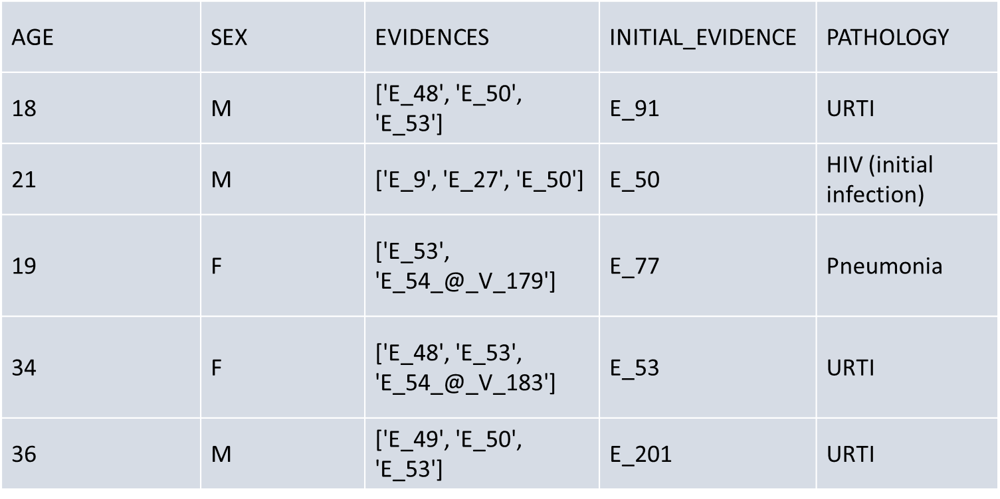 AGE SEX EVIDENCES INITIAL_EVIDENCE PATHOLOGY
18 M ['E_48', 'E_50', 'E_53'] E_91 URTI
21 M ['E_9', 'E_27', 'E_50'] E_50 HIV (initial infection)
19 F ['E_53', 'E_54_@_V_179'] E_77 Pneumonia
34 F ['E_48', 'E_53', 'E_54_@_V_183'] E_53 URTI
36 M ['E_49', 'E_50', 'E_53'] E_201 URTI